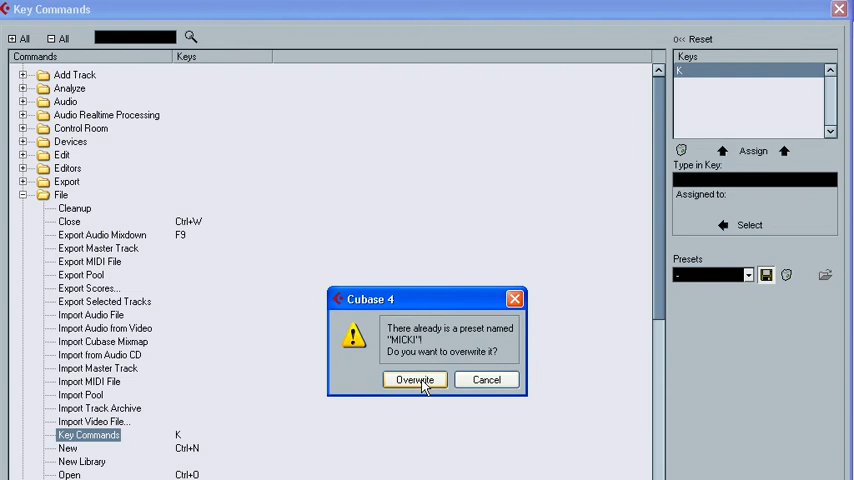 Key Commands
All
All
Commands
Keys
Add Track
Analyze
Audio
Audio Realtime Processing
Control Room
Devices
Edit
Editors
Export
File
Cleanup
Close Ctrl+W
Export Audio Mixdown F9
Export Master Track
Export MIDI File
Export Pool
Export Scores...
Export Selected Tracks
Import Audio File
Import Audio from Video
Import Cubase Mixmap
Import from Audio CD
Import Master Track
Import MIDI File
Import Pool
Import Track Archive
Import Video File...
Key Commands K
New Ctrl+N
New Library
Open Ctrl+O
Cubase 4
There already is a preset named
"MICKI"!
Do you want to overwrite it?
Overwrite
Cancel
Reset
Keys
K
Assign
Type in Key:
Assigned to:
Select
Presets
-